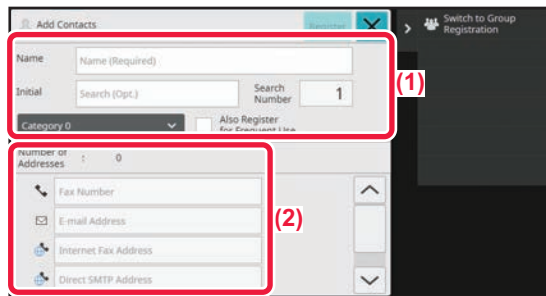 Add Contacts
Register
Switch to Group
Registration
Name
Name (Required)
Initial
Search (Opt.)
Search
Number
1
(1)
Category 0
Also Register
for Frequent Use
Number of
Addresses
:
0
Fax Number
E-mail Address
(2)
Internet Fax Address
Direct SMTP Address